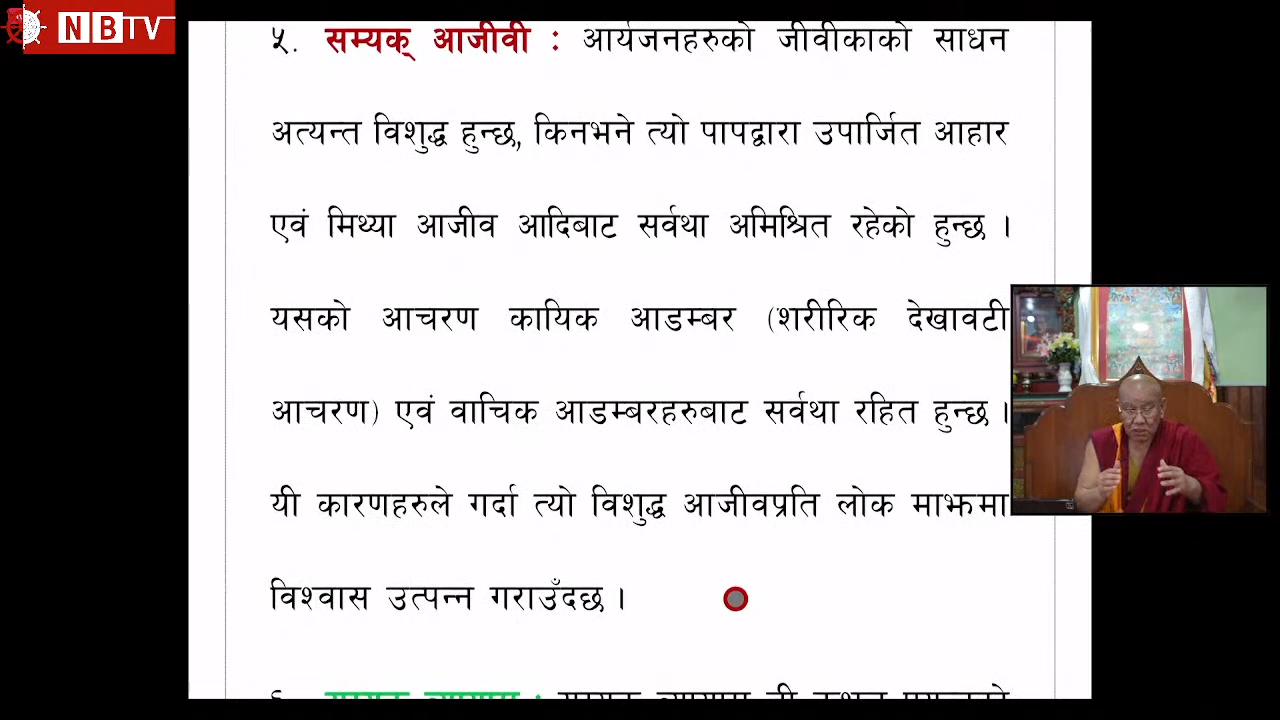 NBTV
५. सम्यक् आजीवी : आर्यजनहरुको जीवीकाको साधन
अत्यन्त विशुद्ध हुन्छ, किनभने त्यो पापद्वारा उपार्जित आहार
एवं मिथ्या आजीव आदिबाट सर्वथा अमिश्रित रहेको हुन्छ ।
यसको आचरण कायिक आडम्बर (शरीरिक देखावटी
आचरण) एवं वाचिक आडम्बरहरुबाट सर्वथा रहित हुन्छ ।
यी कारणहरुले गर्दा त्यो विशुद्ध आजीवप्रति लोक माझमा
विश्वास उत्पन्न गराउँदछ ।